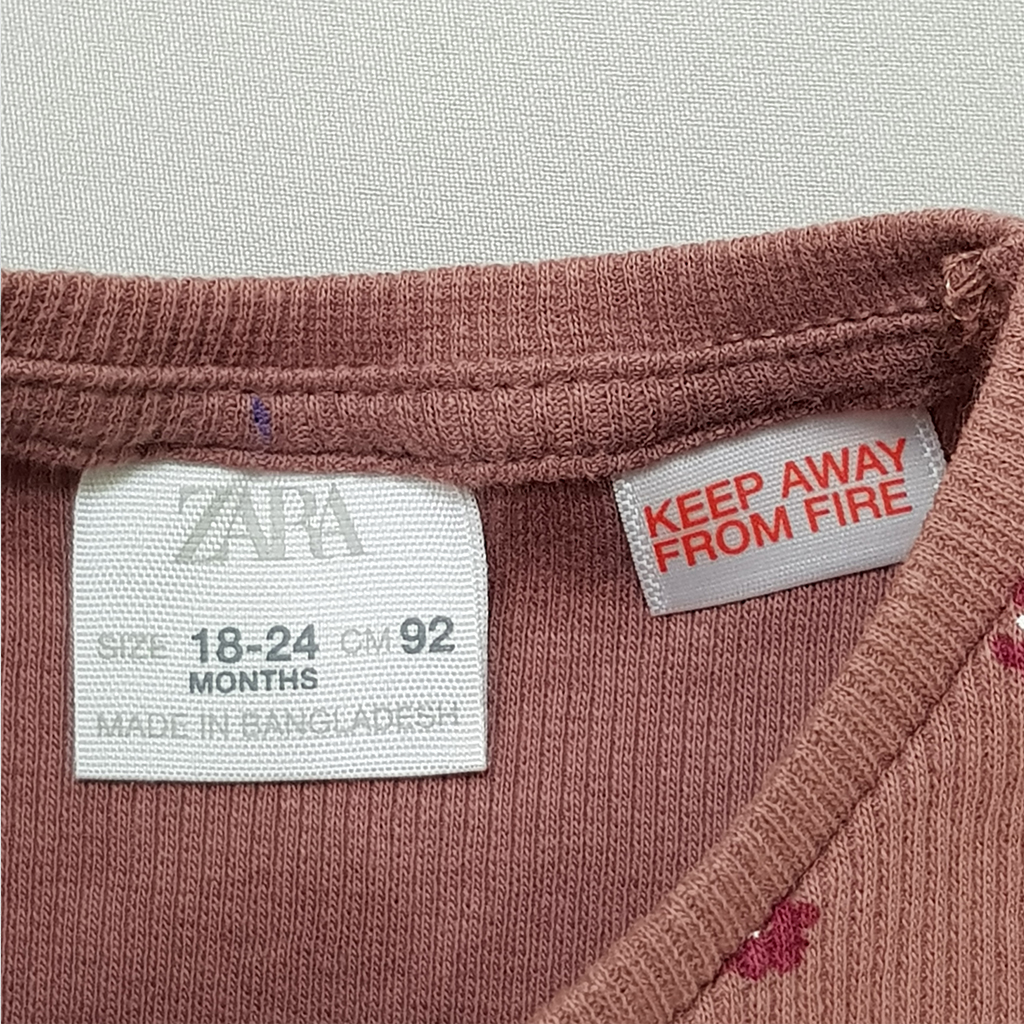 ZARA
SIZE 18-24 CM 92
MONTHS
MADE IN BANGLADESH
KEEP AWAY
FROM FIRE